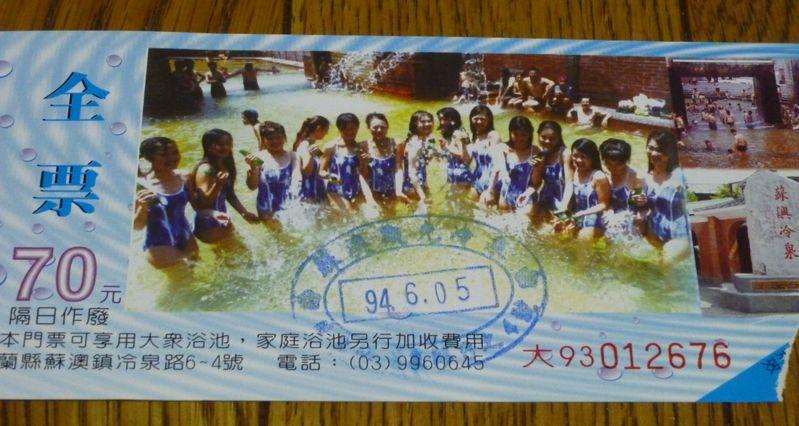 全票
70元
隔日作廢
本門票可享用大眾浴池，家庭浴池另行加收費用
蘭縣蘇澳鎮冷泉路6~4號 電話：(03)9960645
大93012676
94.6.05
蘇澳冷泉